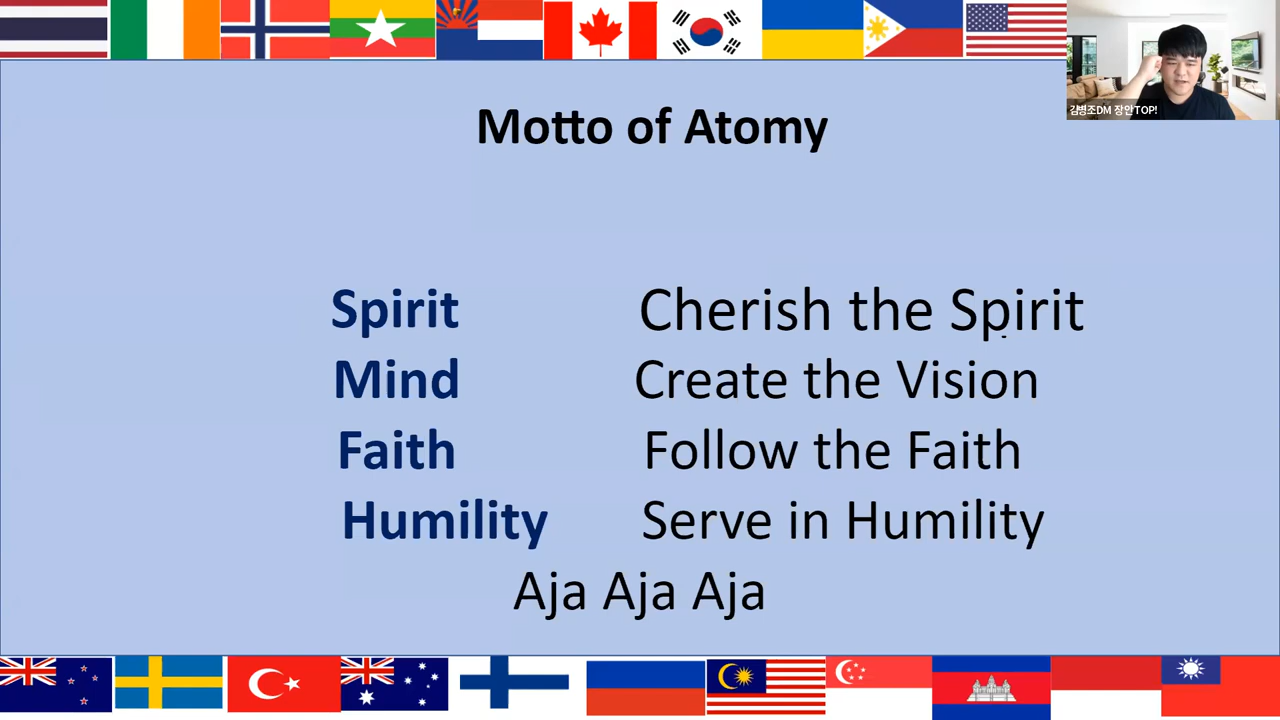 Motto of Atomy
김병조DM 장안TOP!
Spirit Cherish the Spirit
Mind Create the Vision
Faith Follow the Faith
Humility Serve in Humility
Aja Aja Aja